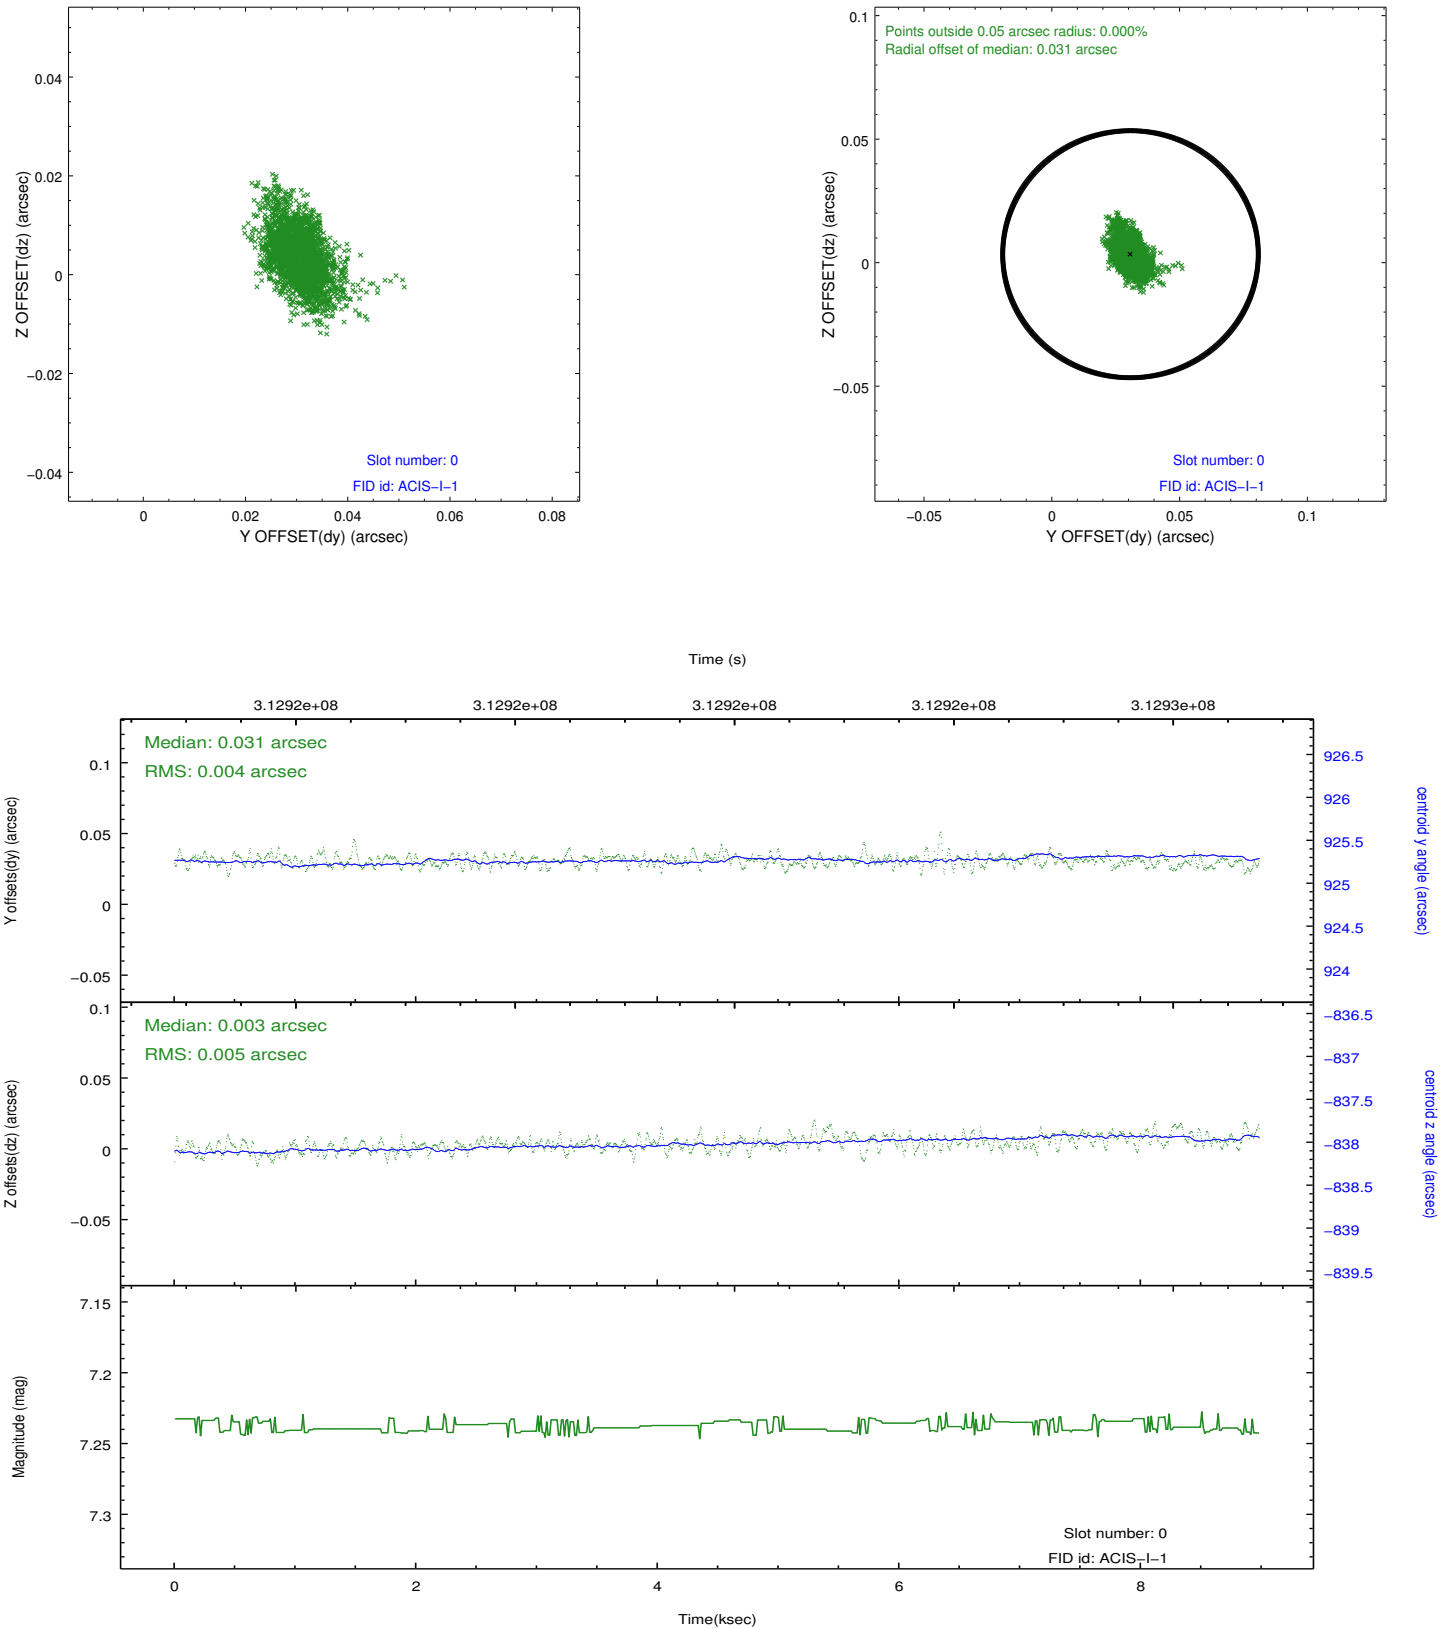 0.04
0.02
0
−0.02
−0.04
Z OFFSET(dz) (arcsec)
Slot number: 0
FID id: ACIS−I−1
0
0.02
0.04
0.06
0.08
Y OFFSET(dy) (arcsec)
Points outside 0.05 arcsec radius: 0.000%
Radial offset of median: 0.031 arcsec
0.1
0.05
0
−0.05
Z OFFSET(dz) (arcsec)
Slot number: 0
FID id: ACIS−I−1
−0.05
0
0.05
0.1
Y OFFSET(dy) (arcsec)
Time (s)
3.1292e+08
3.1292e+08
3.1292e+08
3.1292e+08
3.1293e+08
Median: 0.031 arcsec
RMS: 0.004 arcsec
0.1
0.05
0
−0.05
Y offsets(dy) (arcsec)
926.5
926
925.5
925
924.5
924
centroid y angle (arcsec)
Median: 0.003 arcsec
RMS: 0.005 arcsec
0.1
0.05
0
−0.05
Z offsets(dz) (arcsec)
−836.5
−837
−837.5
−838
−838.5
−839
−839.5
centroid z angle (arcsec)
7.15
7.2
7.25
7.3
Magnitude (mag)
Slot number: 0
FID id: ACIS−I−1
0
2
4
6
8
Time(ksec)